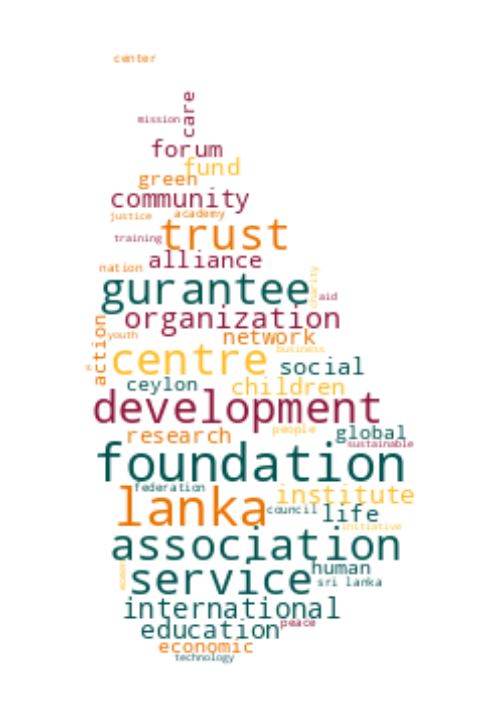 center
care
mission
forum
fund
green
community
justice
academy
trust
training
alliance
nation
gurantee
charity
aid
organization
action
youth
network
business
centre
social
ceylon
children
development
people
research
global
sustainable
foundation
federation
institute
lanka
council
life
initiative
association
human
service
sri lanka
international
peace
education
economic
technology